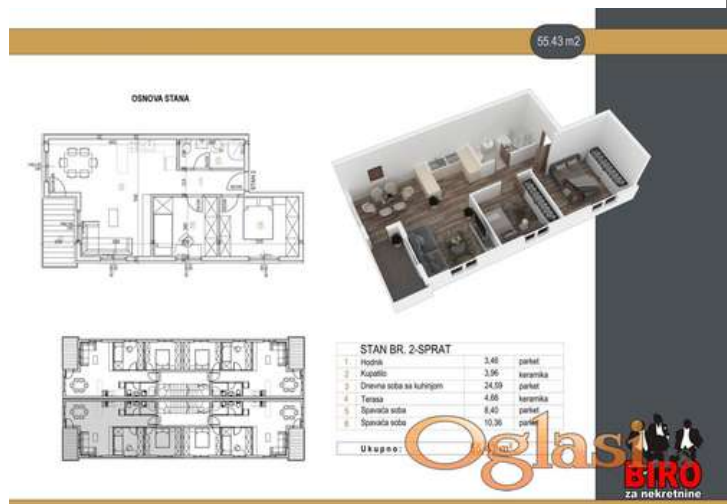 55.43 m2
OSNOVA STANA
STAN 2
STAN BR. 2-SPRAT
1 Hodnik 3,46 parket
2 Kupatilo 3,96 keramika
3 Dnevna soba sa kuhinjom 24,59 parket
4 Terasa 4,66 keramika
5 Spavaća soba 8,40 parket
6 Spavaća soba 10,36 parket
Ukupno:
Oglasi
BIRO
za nekretnine